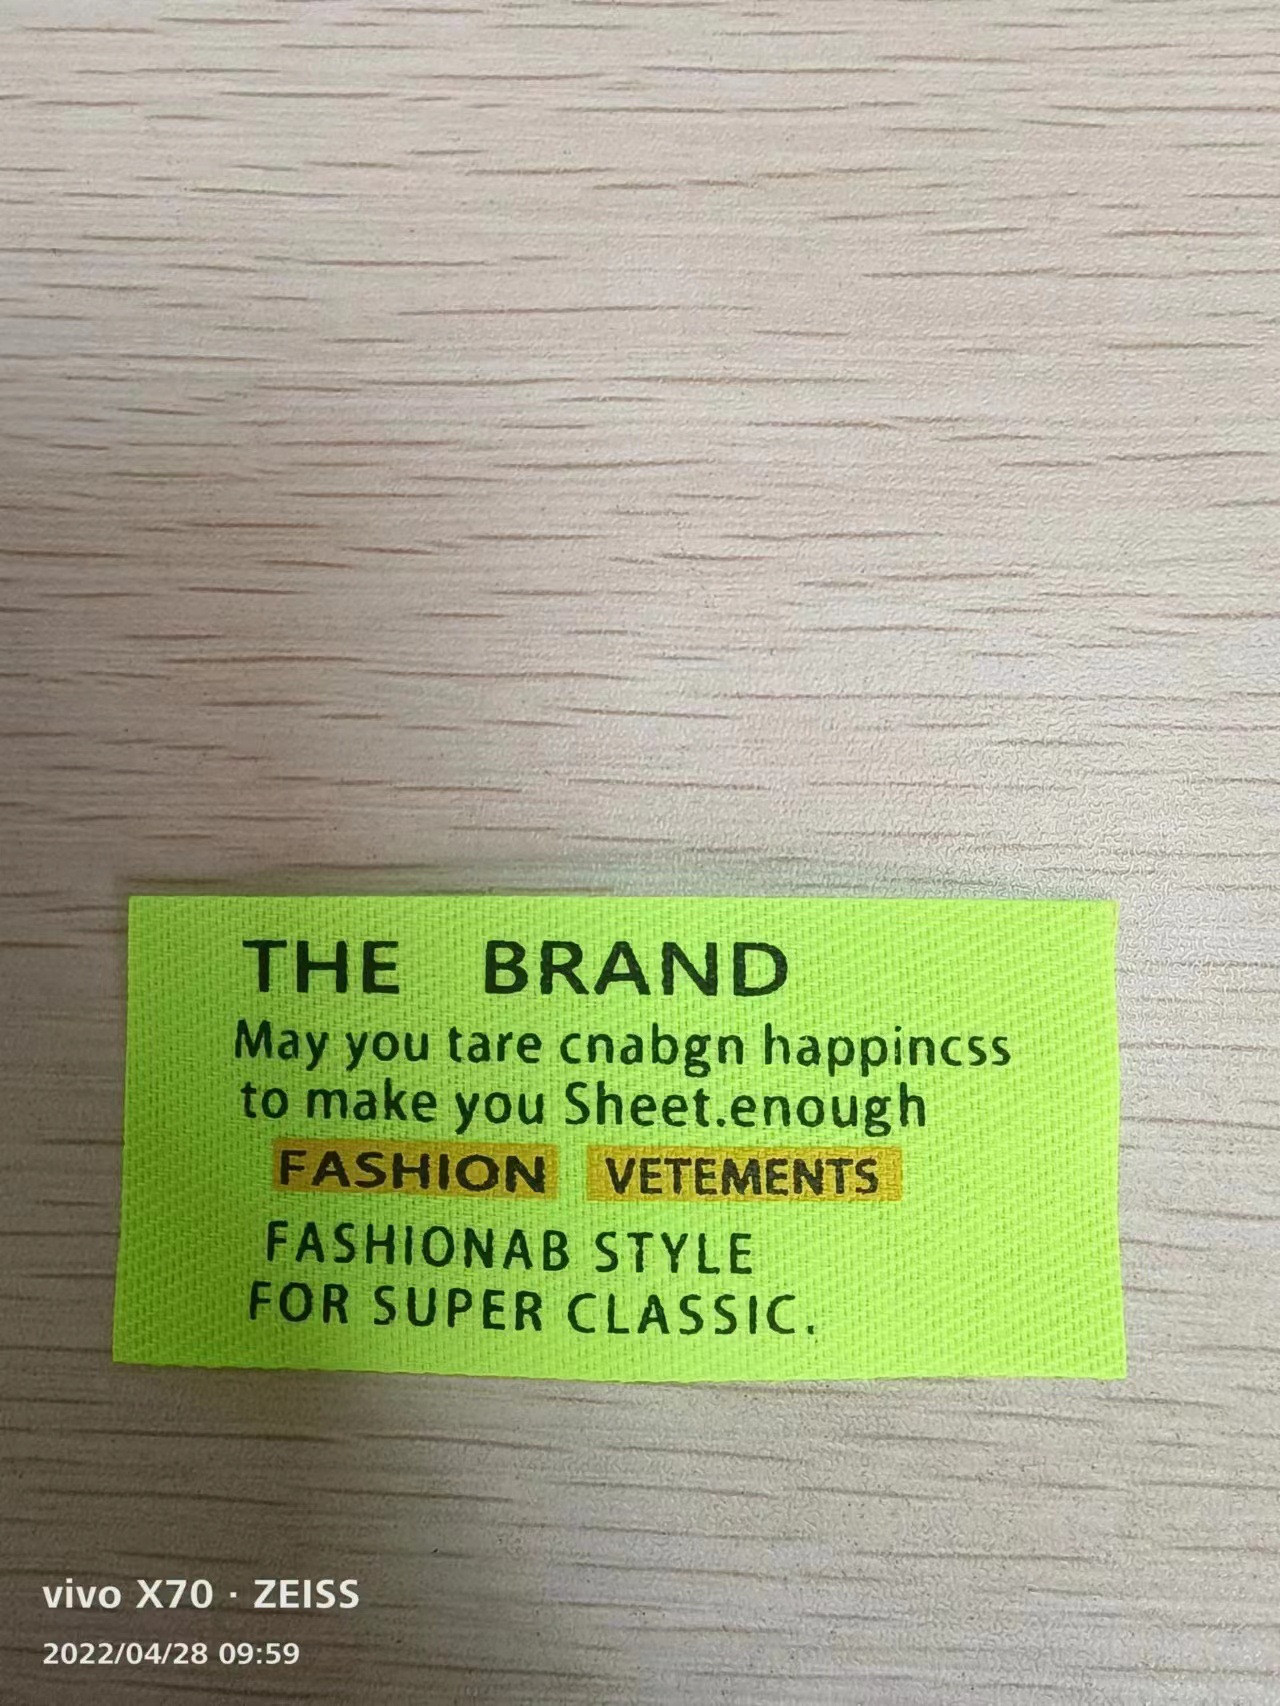 THE BRAND
May you tare cnabgn happincss
to make you Sheet.enough
FASHION VETEMENTS
FASHIONAB STYLE
FOR SUPER CLASSIC.
vivo X70 · ZEISS
2022/04/28 09:59